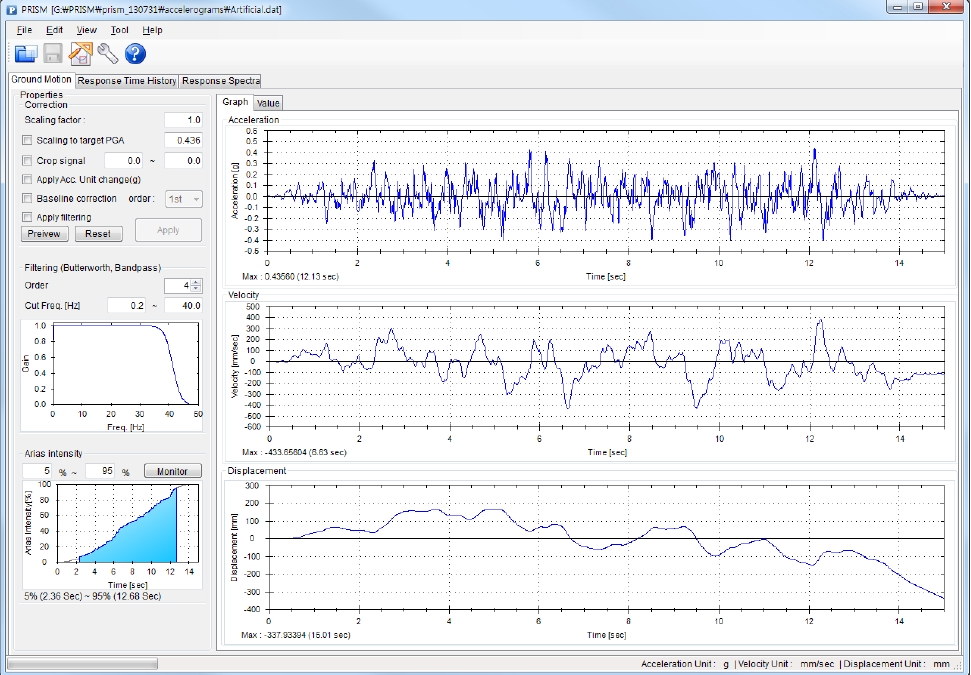 PRISM [G:₩PRISM₩prism_130731₩accelerograms₩Artificial.dat]
File Edit View Tool Help
Ground Motion Response Time History Response Spectra
Properties
Correction
Scaling factor : 1.0
Scaling to target PGA 0.436
Crop signal 0.0 ~ 0.0
Apply Acc. Unit change(g)
Baseline correction order : 1st
Apply filtering
Preivew Reset Apply
Filtering (Butterworth, Bandpass)
Order 4
Cut Freq. [Hz] 0.2 ~ 40.0
1.0
0.8
0.6
0.4
0.2
0.0
Gain
0 10 20 30 40 50
Freq. [Hz]
Arias intensity
5 % ~ 95 % Monitor
100
80
60
40
20
0
Arias Intensity[%]
0 2 4 6 8 10 12 14
Time [sec]
5% (2.36 Sec) ~ 95% (12.68 Sec)
Graph Value
Acceleration
0.6
0.5
0.4
0.3
0.2
0.1
0.0
-0.1
-0.2
-0.3
-0.4
-0.5
Acceleration [g]
0 2 4 6 8 10 12 14
Max : 0.43560 (12.13 sec) Time [sec]
Velocity
500
400
300
200
100
0
-100
-200
-300
-400
-500
-600
Velocity [mm/sec]
0 2 4 6 8 10 12 14
Max : -433.65604 (6.63 sec) Time [sec]
Displacement
300
200
100
0
-100
-200
-300
-400
Displacement [mm]
0 2 4 6 8 10 12 14
Max : -337.93394 (15.01 sec) Time [sec]
Acceleration Unit : g | Velocity Unit : mm/sec | Displacement Unit : mm